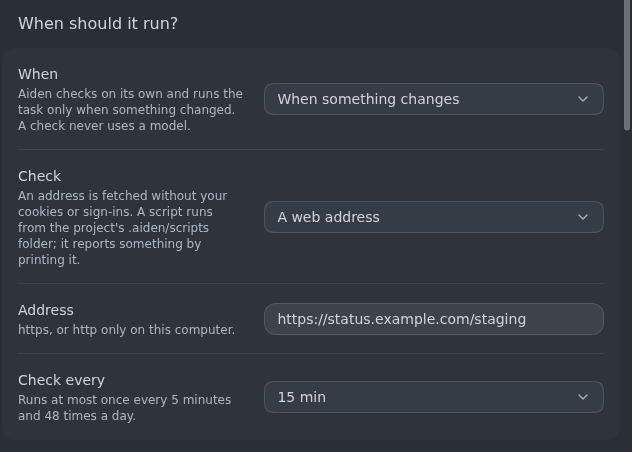 When should it run?
When
Aiden checks on its own and runs the
task only when something changed.
A check never uses a model.
When something changes
Check
An address is fetched without your
cookies or sign-ins. A script runs
from the project's .aiden/scripts
folder; it reports something by
printing it.
A web address
Address
https, or http only on this computer.
https://status.example.com/staging
Check every
Runs at most once every 5 minutes
and 48 times a day.
15 min